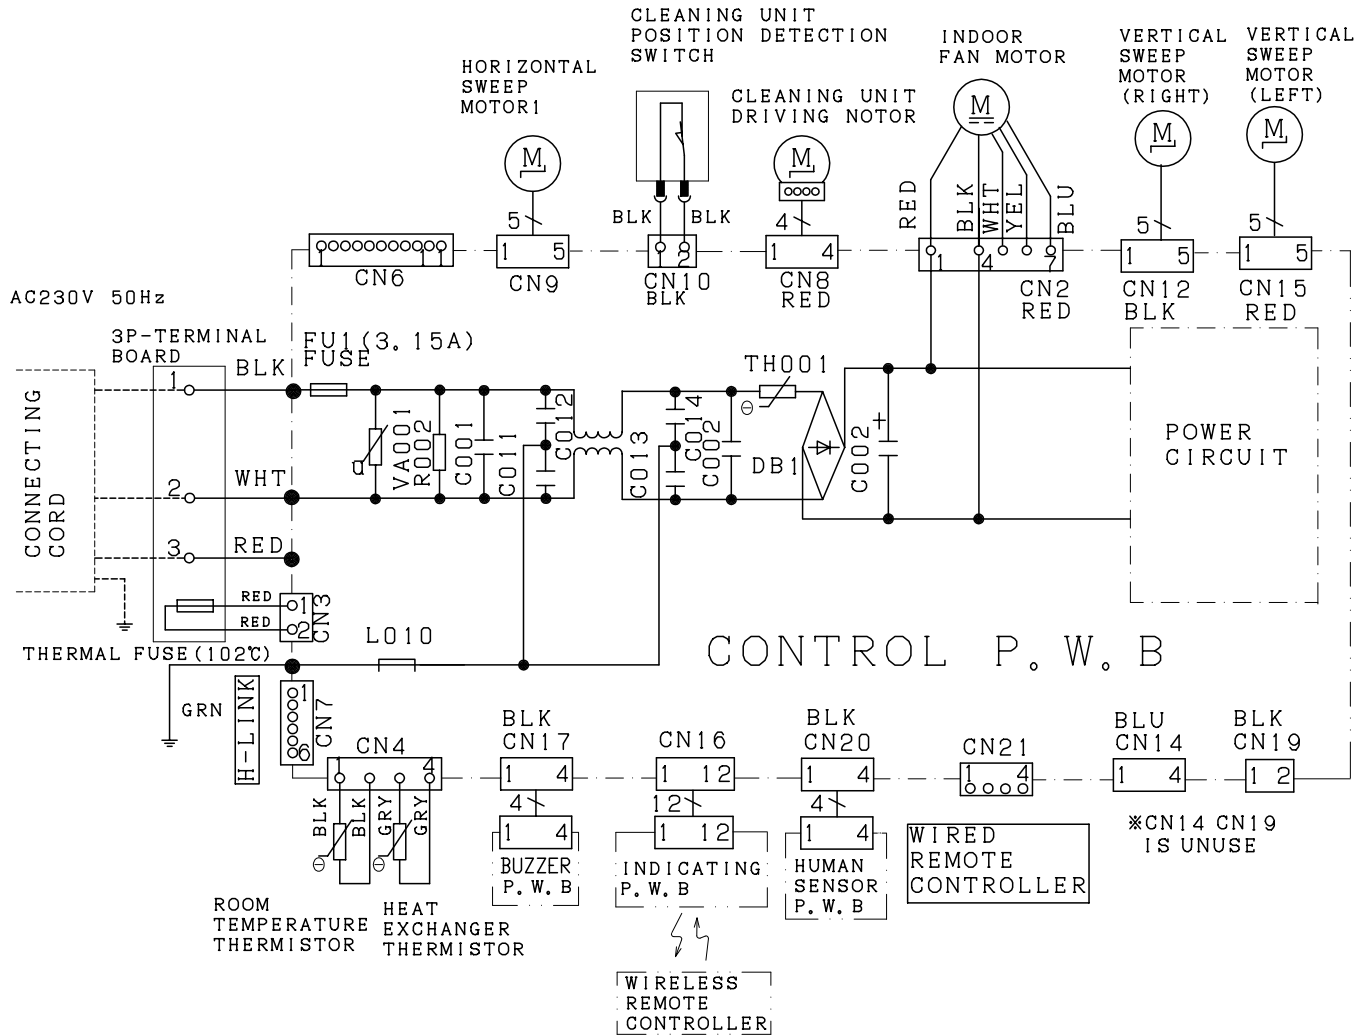 CLEANING UNIT
POSITION DETECTION
SWITCH
HORIZONTAL
SWEEP
MOTOR1
CLEANING UNIT
DRIVING NOTOR
INDOOR
FAN MOTOR
VERTICAL
SWEEP
MOTOR
(RIGHT)
VERTICAL
SWEEP
MOTOR
(LEFT)
M
M
M
M
M
5
BLK
BLK
4
RED
BLK
WHT
YEL
BLU
5
5
1
1
CN6
1 5
CN9
1 2
CN10
BLK
1 4
CN8
RED
1 4 7
CN2
RED
1 5
CN12
BLK
1 5
CN15
RED
AC230V 50Hz
3P-TERMINAL
BOARD
CONNECTING
CORD
1
BLK
2
WHT
3
RED
FU1(3.15A)
FUSE
VA001
R002
C001
C011
C012
C013
C014
C002
TH001
DB1
C002
+
POWER
CIRCUIT
RED
RED
1
2
CN3
THERMAL FUSE(102℃)
L010
CONTROL P.W.B
GRN
H-LINK
1
6
CN7
CN4
1 4
BLK
BLK
GRY
GRY
ROOM
TEMPERATURE
THERMISTOR
HEAT
EXCHANGER
THERMISTOR
BLK
CN17
1 4
4
1 4
BUZZER
P.W.B
CN16
1 12
12
1 12
INDICATING
P.W.B
WIRELESS
REMOTE
CONTROLLER
BLK
CN20
1 4
4
1 4
HUMAN
SENSOR
P.W.B
CN21
1 4
WIRED
REMOTE
CONTROLLER
BLU
CN14
1 4
BLK
CN19
1 2
※CN14 CN19
IS UNUSE